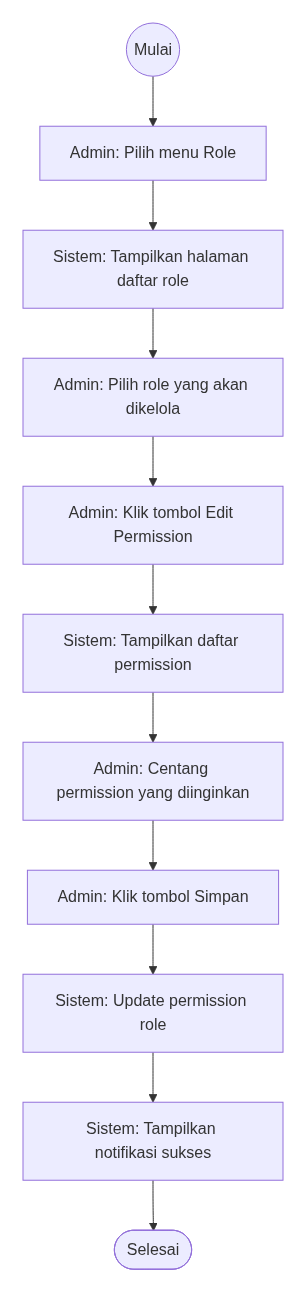 Mulai
Admin: Pilih menu Role
Sistem: Tampilkan halaman
daftar role
Admin: Pilih role yang akan
dikelola
Admin: Klik tombol Edit
Permission
Sistem: Tampilkan daftar
permission
Admin: Centang
permission yang diinginkan
Admin: Klik tombol Simpan
Sistem: Update permission
role
Sistem: Tampilkan
notifikasi sukses
Selesai